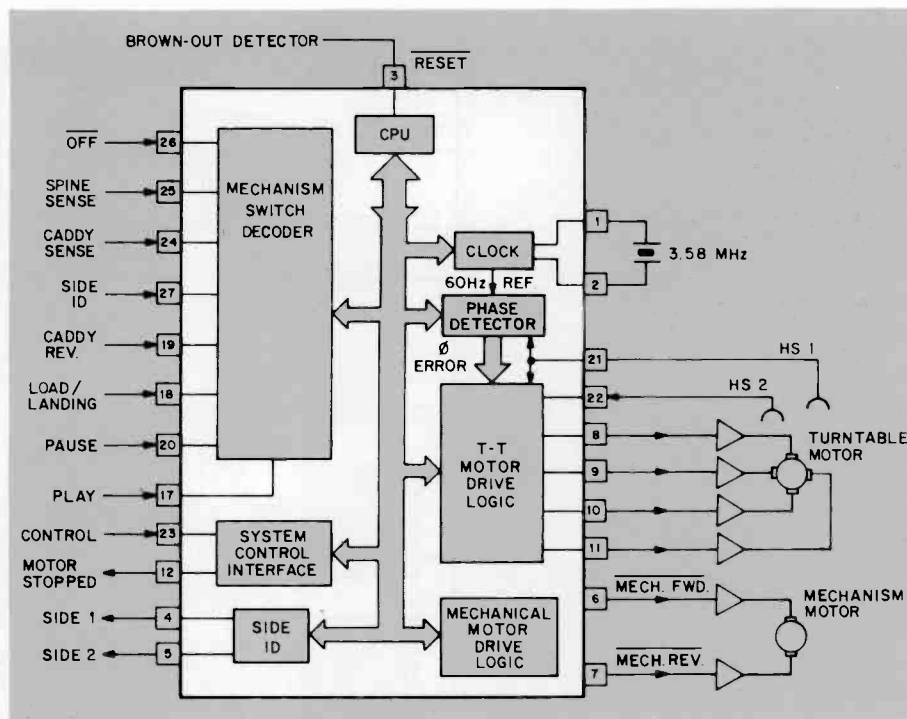 BROWN-OUT DETECTOR
RESET
3
CPU
OFF
26
SPINE
SENSE
25
CADDY
SENSE
24
SIDE
ID
27
CADDY
REV.
19
LOAD/
LANDING
18
PAUSE
20
PLAY
17
CONTROL
23
MOTOR
STOPPED
12
SIDE 1
4
SIDE 2
5
MECHANISM
SWITCH
DECODER
SYSTEM
CONTROL
INTERFACE
SIDE
ID
CLOCK
60Hz REF.
PHASE
DETECTOR
Ø
ERROR
T-T
MOTOR
DRIVE
LOGIC
MECHANICAL
MOTOR
DRIVE
LOGIC
1
2
3.58 MHz
21
HS 1
22
HS 2
8
9
10
11
TURNTABLE
MOTOR
6
MECH. FWD.
7
MECH. REV.
MECHANISM
MOTOR